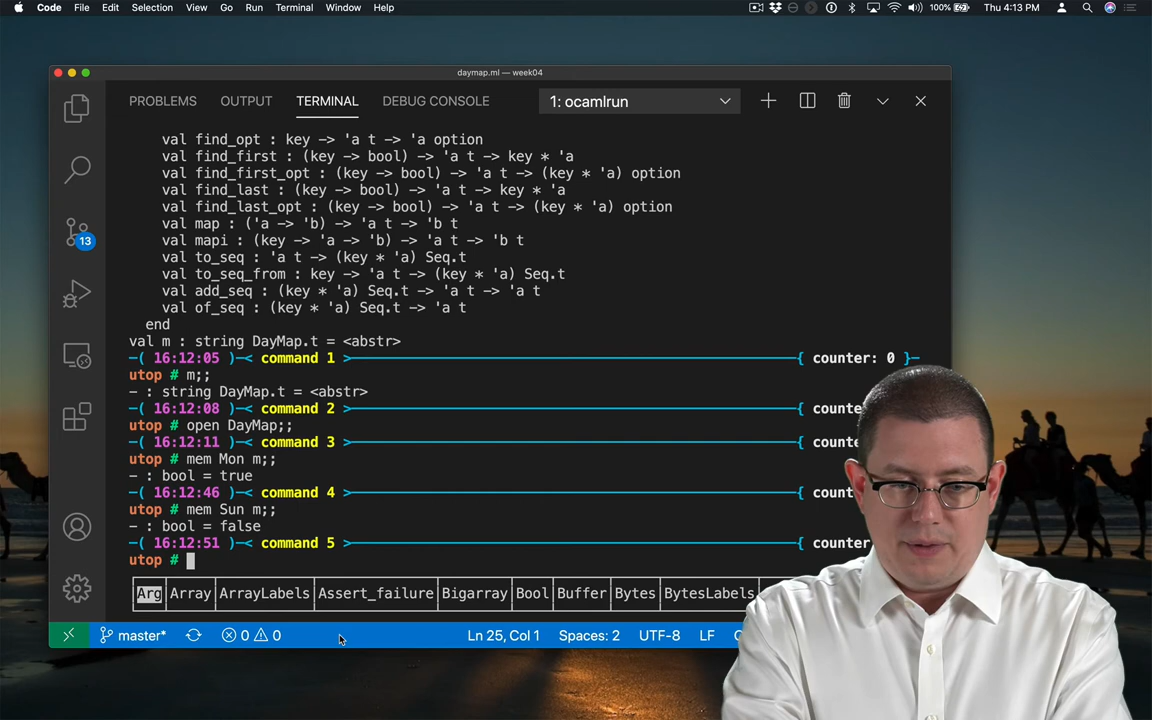 Code File Edit Selection View Go Run Terminal Window Help 100% Thu 4:13 PM
daymap.ml — week04
PROBLEMS OUTPUT TERMINAL DEBUG CONSOLE 1: ocamlrun
val find_opt : key -> 'a t -> 'a option
val find_first : (key -> bool) -> 'a t -> key * 'a
val find_first_opt : (key -> bool) -> 'a t -> (key * 'a) option
val find_last : (key -> bool) -> 'a t -> key * 'a
val find_last_opt : (key -> bool) -> 'a t -> (key * 'a) option
val map : ('a -> 'b) -> 'a t -> 'b t
val mapi : (key -> 'a -> 'b) -> 'a t -> 'b t
13
val to_seq : 'a t -> (key * 'a) Seq.t
val to_seq_from : key -> 'a t -> (key * 'a) Seq.t
val add_seq : (key * 'a) Seq.t -> 'a t -> 'a t
val of_seq : (key * 'a) Seq.t -> 'a t
end
val m : string DayMap.t = <abstr>
─( 16:12:05 )─< command 1 >─{ counter: 0 }─
utop # m;;
- : string DayMap.t = <abstr>
─( 16:12:08 )─< command 2 >─{ count
utop # open DayMap;;
─( 16:12:11 )─< command 3 >─{ count
utop # mem Mon m;;
- : bool = true
─( 16:12:46 )─< command 4 >─{ count
utop # mem Sun m;;
- : bool = false
─( 16:12:51 )─< command 5 >─{ count
utop #
Arg Array ArrayLabels Assert_failure Bigarray Bool Buffer Bytes BytesLabels
master* 0 0 Ln 25, Col 1 Spaces: 2 UTF-8 LF